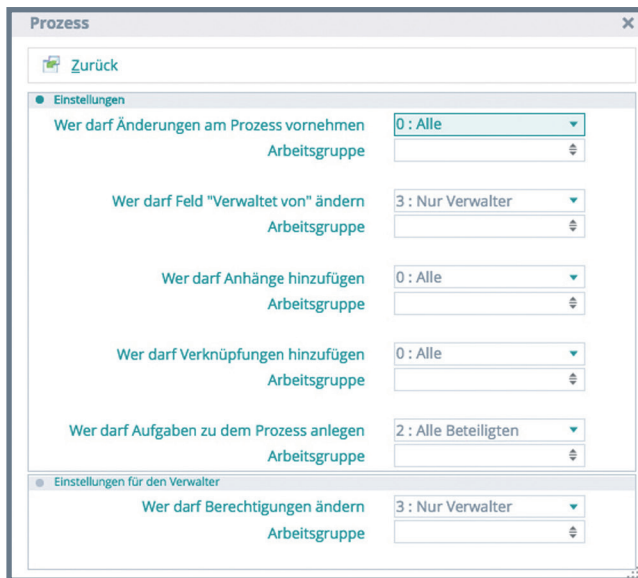 Prozess
Zurück
Einstellungen
Wer darf Änderungen am Prozess vornehmen 0 : Alle
Arbeitsgruppe
Wer darf Feld "Verwaltet von" ändern 3 : Nur Verwalter
Arbeitsgruppe
Wer darf Anhänge hinzufügen 0 : Alle
Arbeitsgruppe
Wer darf Verknüpfungen hinzufügen 0 : Alle
Arbeitsgruppe
Wer darf Aufgaben zu dem Prozess anlegen 2 : Alle Beteiligten
Arbeitsgruppe
Einstellungen für den Verwalter
Wer darf Berechtigungen ändern 3 : Nur Verwalter
Arbeitsgruppe